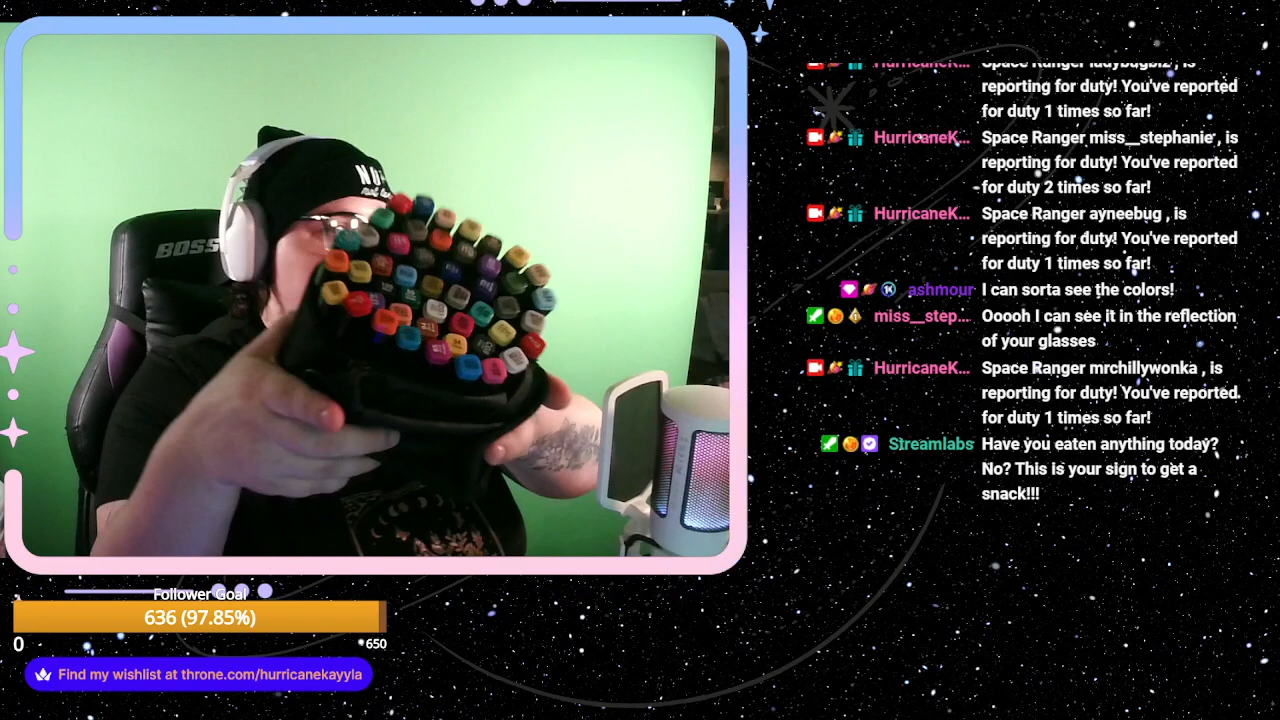 BOSS
Space Ranger ladybugbiz , is
reporting for duty! You've reported
for duty 1 times so far!
HurricaneK... Space Ranger miss__stephanie , is
reporting for duty! You've reported
for duty 2 times so far!
HurricaneK... Space Ranger ayneebug , is
reporting for duty! You've reported
for duty 1 times so far!
ashmour I can sorta see the colors!
miss__step... Ooooh I can see it in the reflection
of your glasses
HurricaneK... Space Ranger mrchillywonka , is
reporting for duty! You've reported
for duty 1 times so far!
Streamlabs Have you eaten anything today?
No? This is your sign to get a
snack!!!
Follower Goal
636 (97.85%)
0 650
Find my wishlist at throne.com/hurricanekayyla